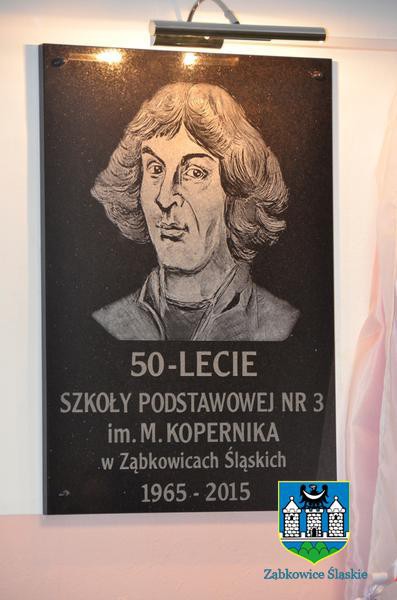 50-LECIE
SZKOŁY PODSTAWOWEJ NR 3
im. M. KOPERNIKA
w Ząbkowicach Śląskich
1965 - 2015
Ząbkowice Śląskie